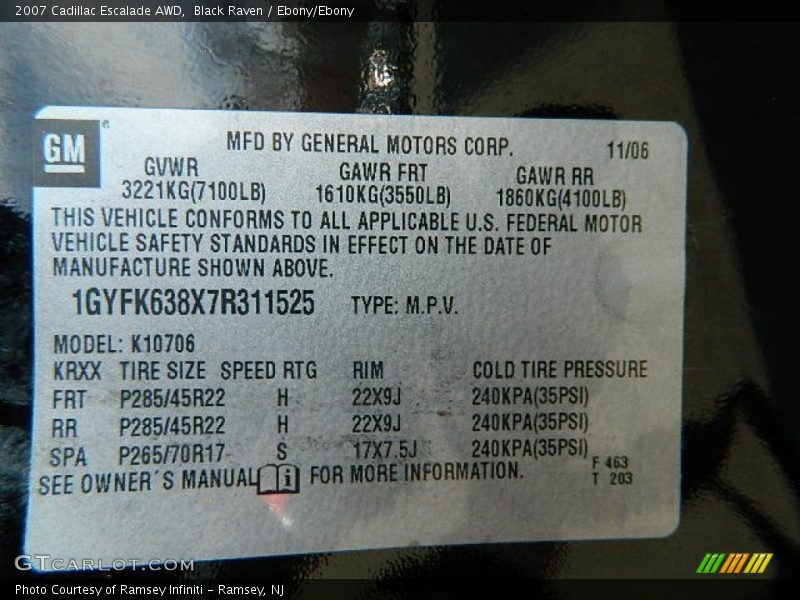 2007 Cadillac Escalade AWD, Black Raven / Ebony/Ebony
GM
MFD BY GENERAL MOTORS CORP. 11/06
GVWR GAWR FRT GAWR RR
3221KG(7100LB) 1610KG(3550LB) 1860KG(4100LB)
THIS VEHICLE CONFORMS TO ALL APPLICABLE U.S. FEDERAL MOTOR
VEHICLE SAFETY STANDARDS IN EFFECT ON THE DATE OF
MANUFACTURE SHOWN ABOVE.
1GYFK638X7R311525 TYPE: M.P.V.
MODEL: K10706
KRXX TIRE SIZE SPEED RTG RIM COLD TIRE PRESSURE
FRT P285/45R22 H 22X9J 240KPA(35PSI)
RR P285/45R22 H 22X9J 240KPA(35PSI)
SPA P265/70R17 S 17X7.5J 240KPA(35PSI)
SEE OWNER'S MANUAL i FOR MORE INFORMATION.
F 463
T 203
GTcarlot.com
Photo Courtesy of Ramsey Infiniti - Ramsey, NJ